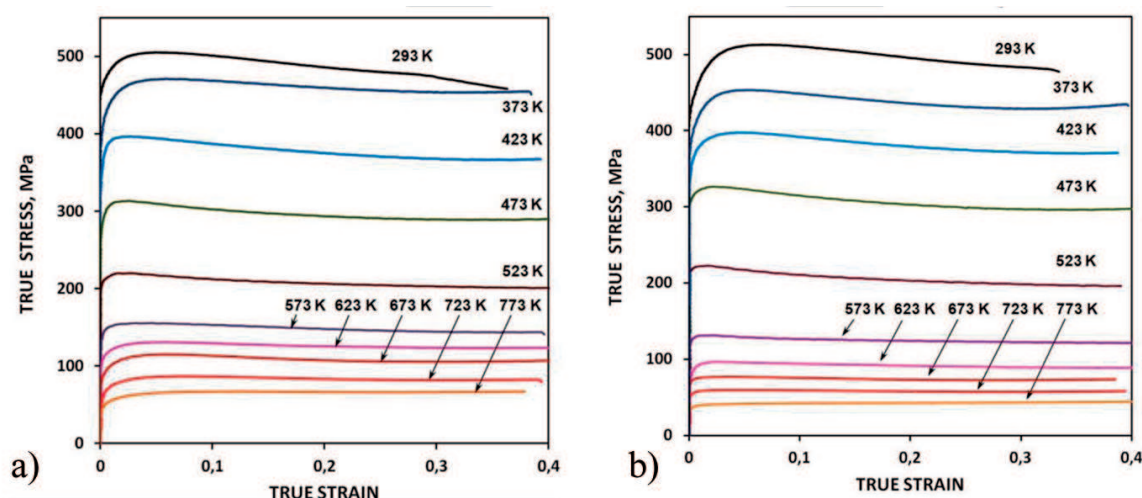 TRUE STRESS, MPa
500
400
300
200
100
0
293 K
373 K
423 K
473 K
523 K
573 K 623 K 673 K 723 K 773 K
0 0,1 0,2 0,3 0,4
TRUE STRAIN
a)
TRUE STRESS, MPa
500
400
300
200
100
0
293 K
373 K
423 K
473 K
523 K
573 K 623 K 673 K 723 K 773 K
0 0,1 0,2 0,3 0,4
TRUE STRAIN
b)